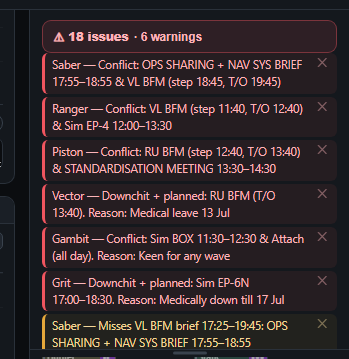 ⚠ 18 issues · 6 warnings
Saber — Conflict: OPS SHARING + NAV SYS BRIEF
17:55–18:55 & VL BFM (step 18:45, T/O 19:45)
Ranger — Conflict: VL BFM (step 11:40, T/O 12:40)
& Sim EP-4 12:00–13:30
Piston — Conflict: RU BFM (step 12:40, T/O 13:40)
& STANDARDISATION MEETING 13:30–14:30
Vector — Downchit + planned: RU BFM (T/O
13:40). Reason: Medical leave 13 Jul
Gambit — Conflict: Sim BOX 11:30–12:30 & Attach
(all day). Reason: Keen for any wave
Grit — Downchit + planned: Sim EP-6N
17:00–18:30. Reason: Medically down till 17 Jul
Saber — Misses VL BFM brief 17:25–19:45: OPS
SHARING + NAV SYS BRIEF 17:55–18:55